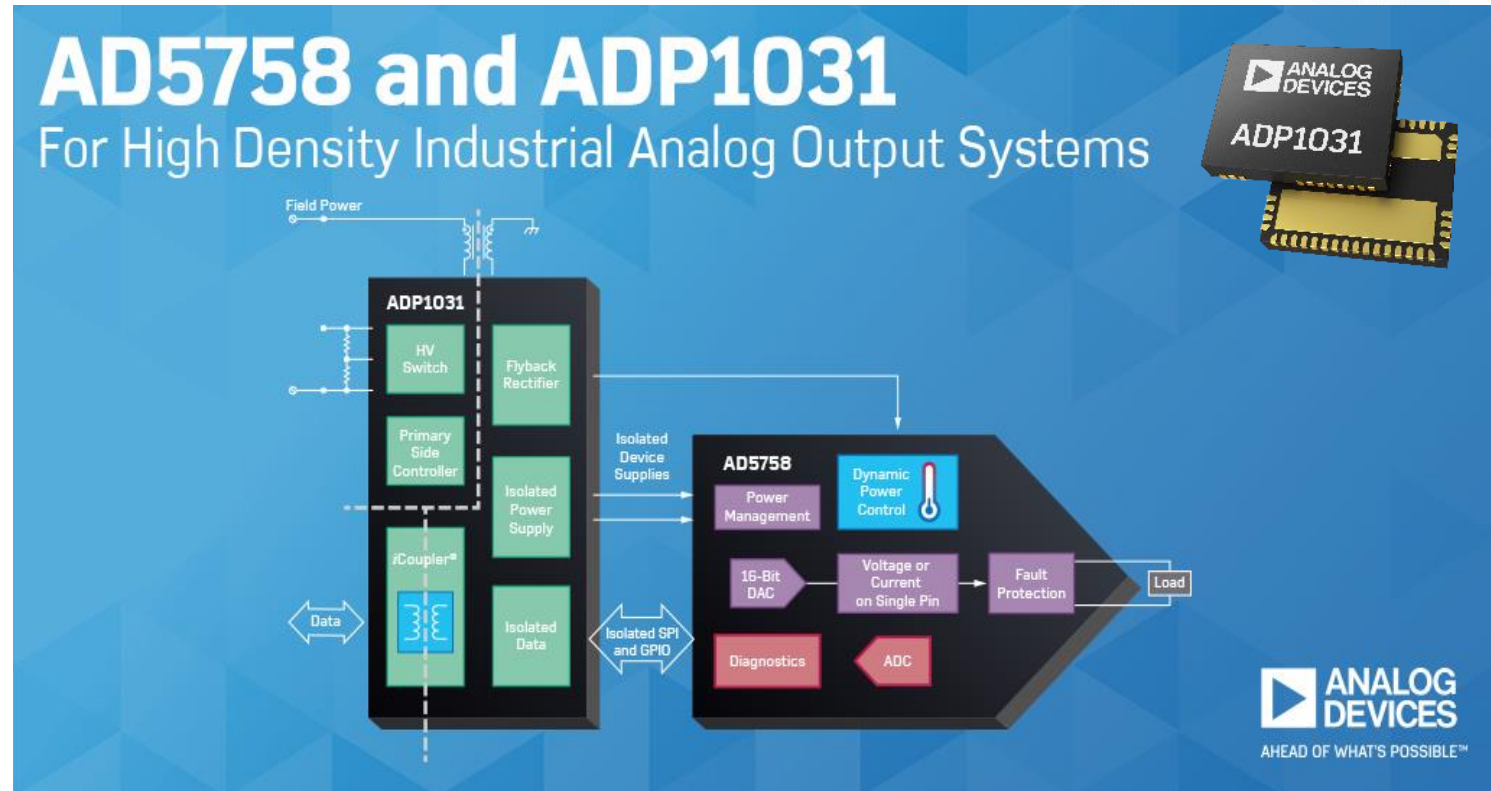 AD5758 and ADP1031
For High Density Industrial Analog Output Systems
ANALOG
DEVICES
ADP1031
Field Power
ADP1031
HV
Switch
Flyback
Rectifier
Primary
Side
Controller
Isolated
Power
Supply
iCoupler®
Isolated
Data
Data
Isolated
Device
Supplies
Isolated SPI
and GPIO
AD5758
Power
Management
Dynamic
Power
Control
16-Bit
DAC
Voltage or
Current
on Single Pin
Fault
Protection
Load
Diagnostics
ADC
ANALOG
DEVICES
AHEAD OF WHAT'S POSSIBLE™